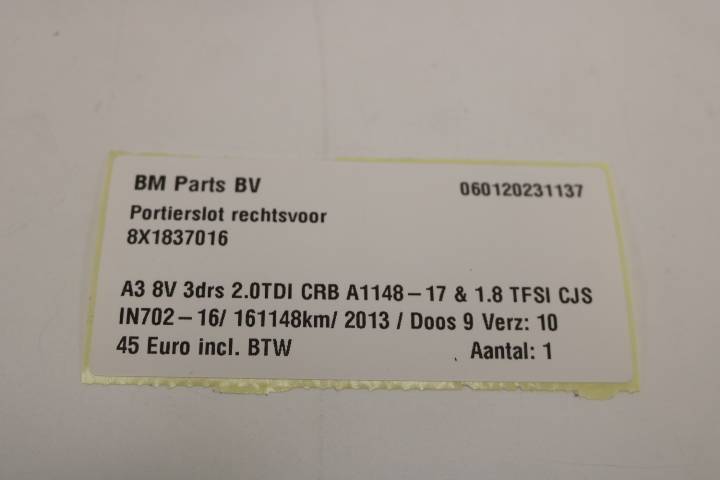 BM Parts BV 060120231137
Portierslot rechtsvoor
8X1837016
A3 8V 3drs 2.0TDI CRB A1148-17 & 1.8 TFSI CJS
IN702-16/ 161148km/ 2013 / Doos 9 Verz: 10
45 Euro incl. BTW Aantal: 1